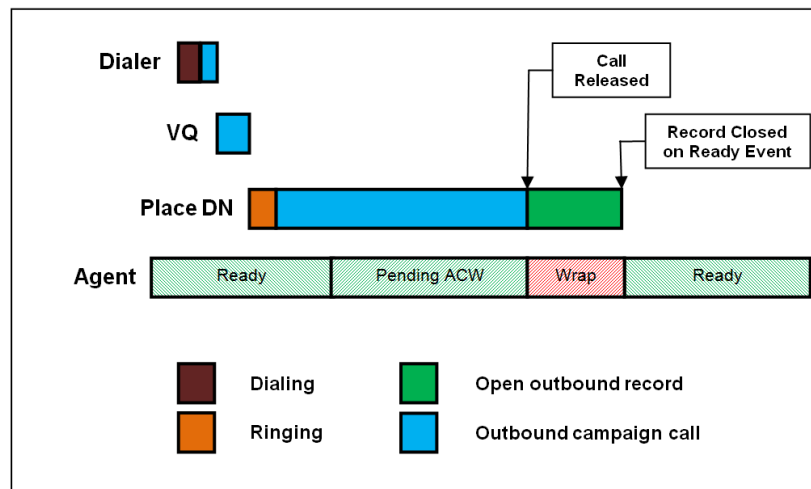 Dialer
Call
Released
VQ
Record Closed
on Ready Event
Place DN
Agent
Ready
Pending ACW
Wrap
Ready
Dialing
Open outbound record
Ringing
Outbound campaign call